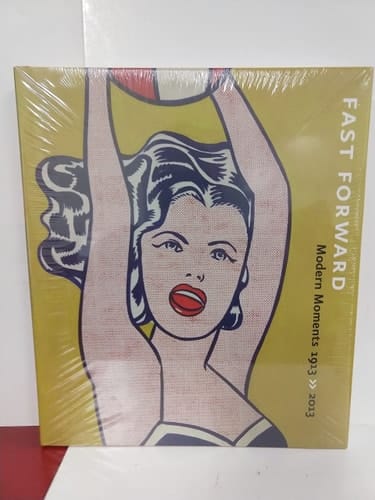 FAST FORWARD
Modern Moments 1913 >> 2013